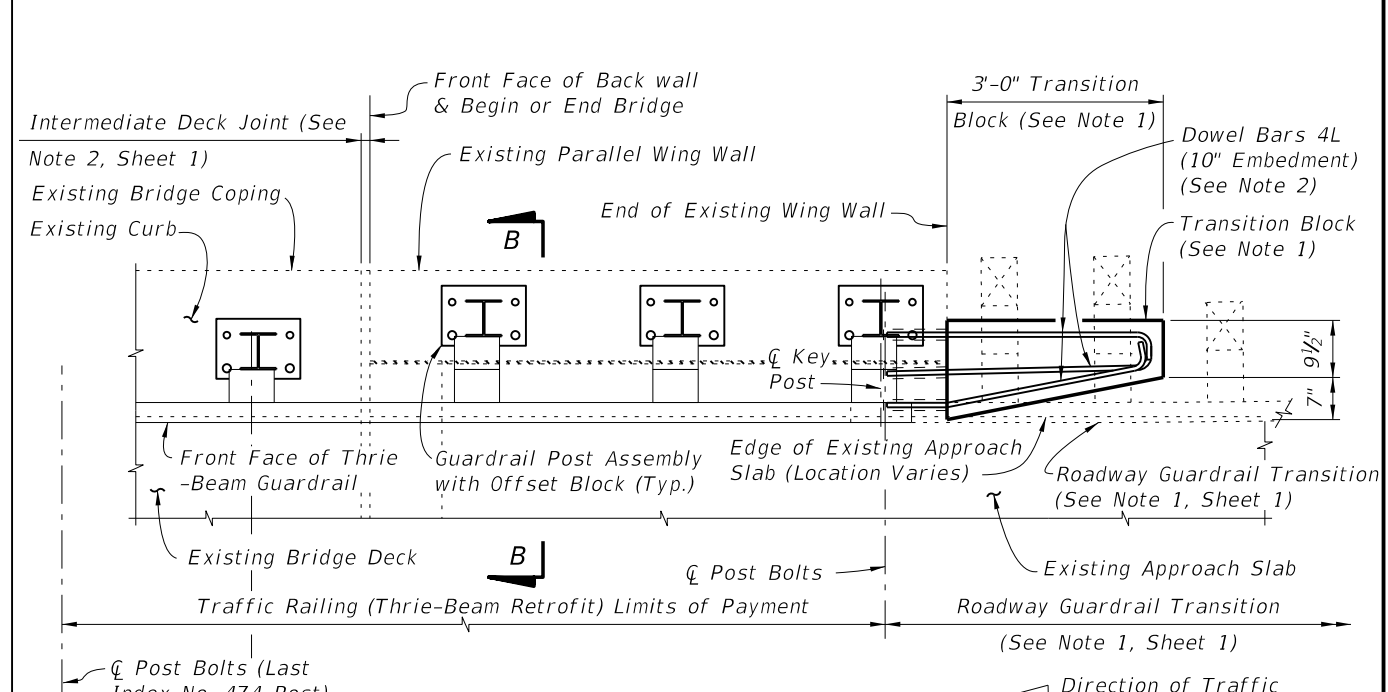 Front Face of Back wall
& Begin or End Bridge
3'-0" Transition
Block (See Note 1)
Intermediate Deck Joint (See
Note 2, Sheet 1)
Dowel Bars 4L
(10" Embedment)
(See Note 2)
Existing Parallel Wing Wall
Existing Bridge Coping
Existing Curb
End of Existing Wing Wall
B
Transition Block
(See Note 1)
℄ Key
Post
9½"
7"
Front Face of Thrie
-Beam Guardrail
Guardrail Post Assembly
with Offset Block (Typ.)
Edge of Existing Approach
Slab (Location Varies)
Roadway Guardrail Transition
(See Note 1, Sheet 1)
Existing Bridge Deck
B
℄ Post Bolts
Existing Approach Slab
Traffic Railing (Thrie-Beam Retrofit) Limits of Payment
Roadway Guardrail Transition
(See Note 1, Sheet 1)
℄ Post Bolts (Last
Index No. 474 Post)
Direction of Traffic